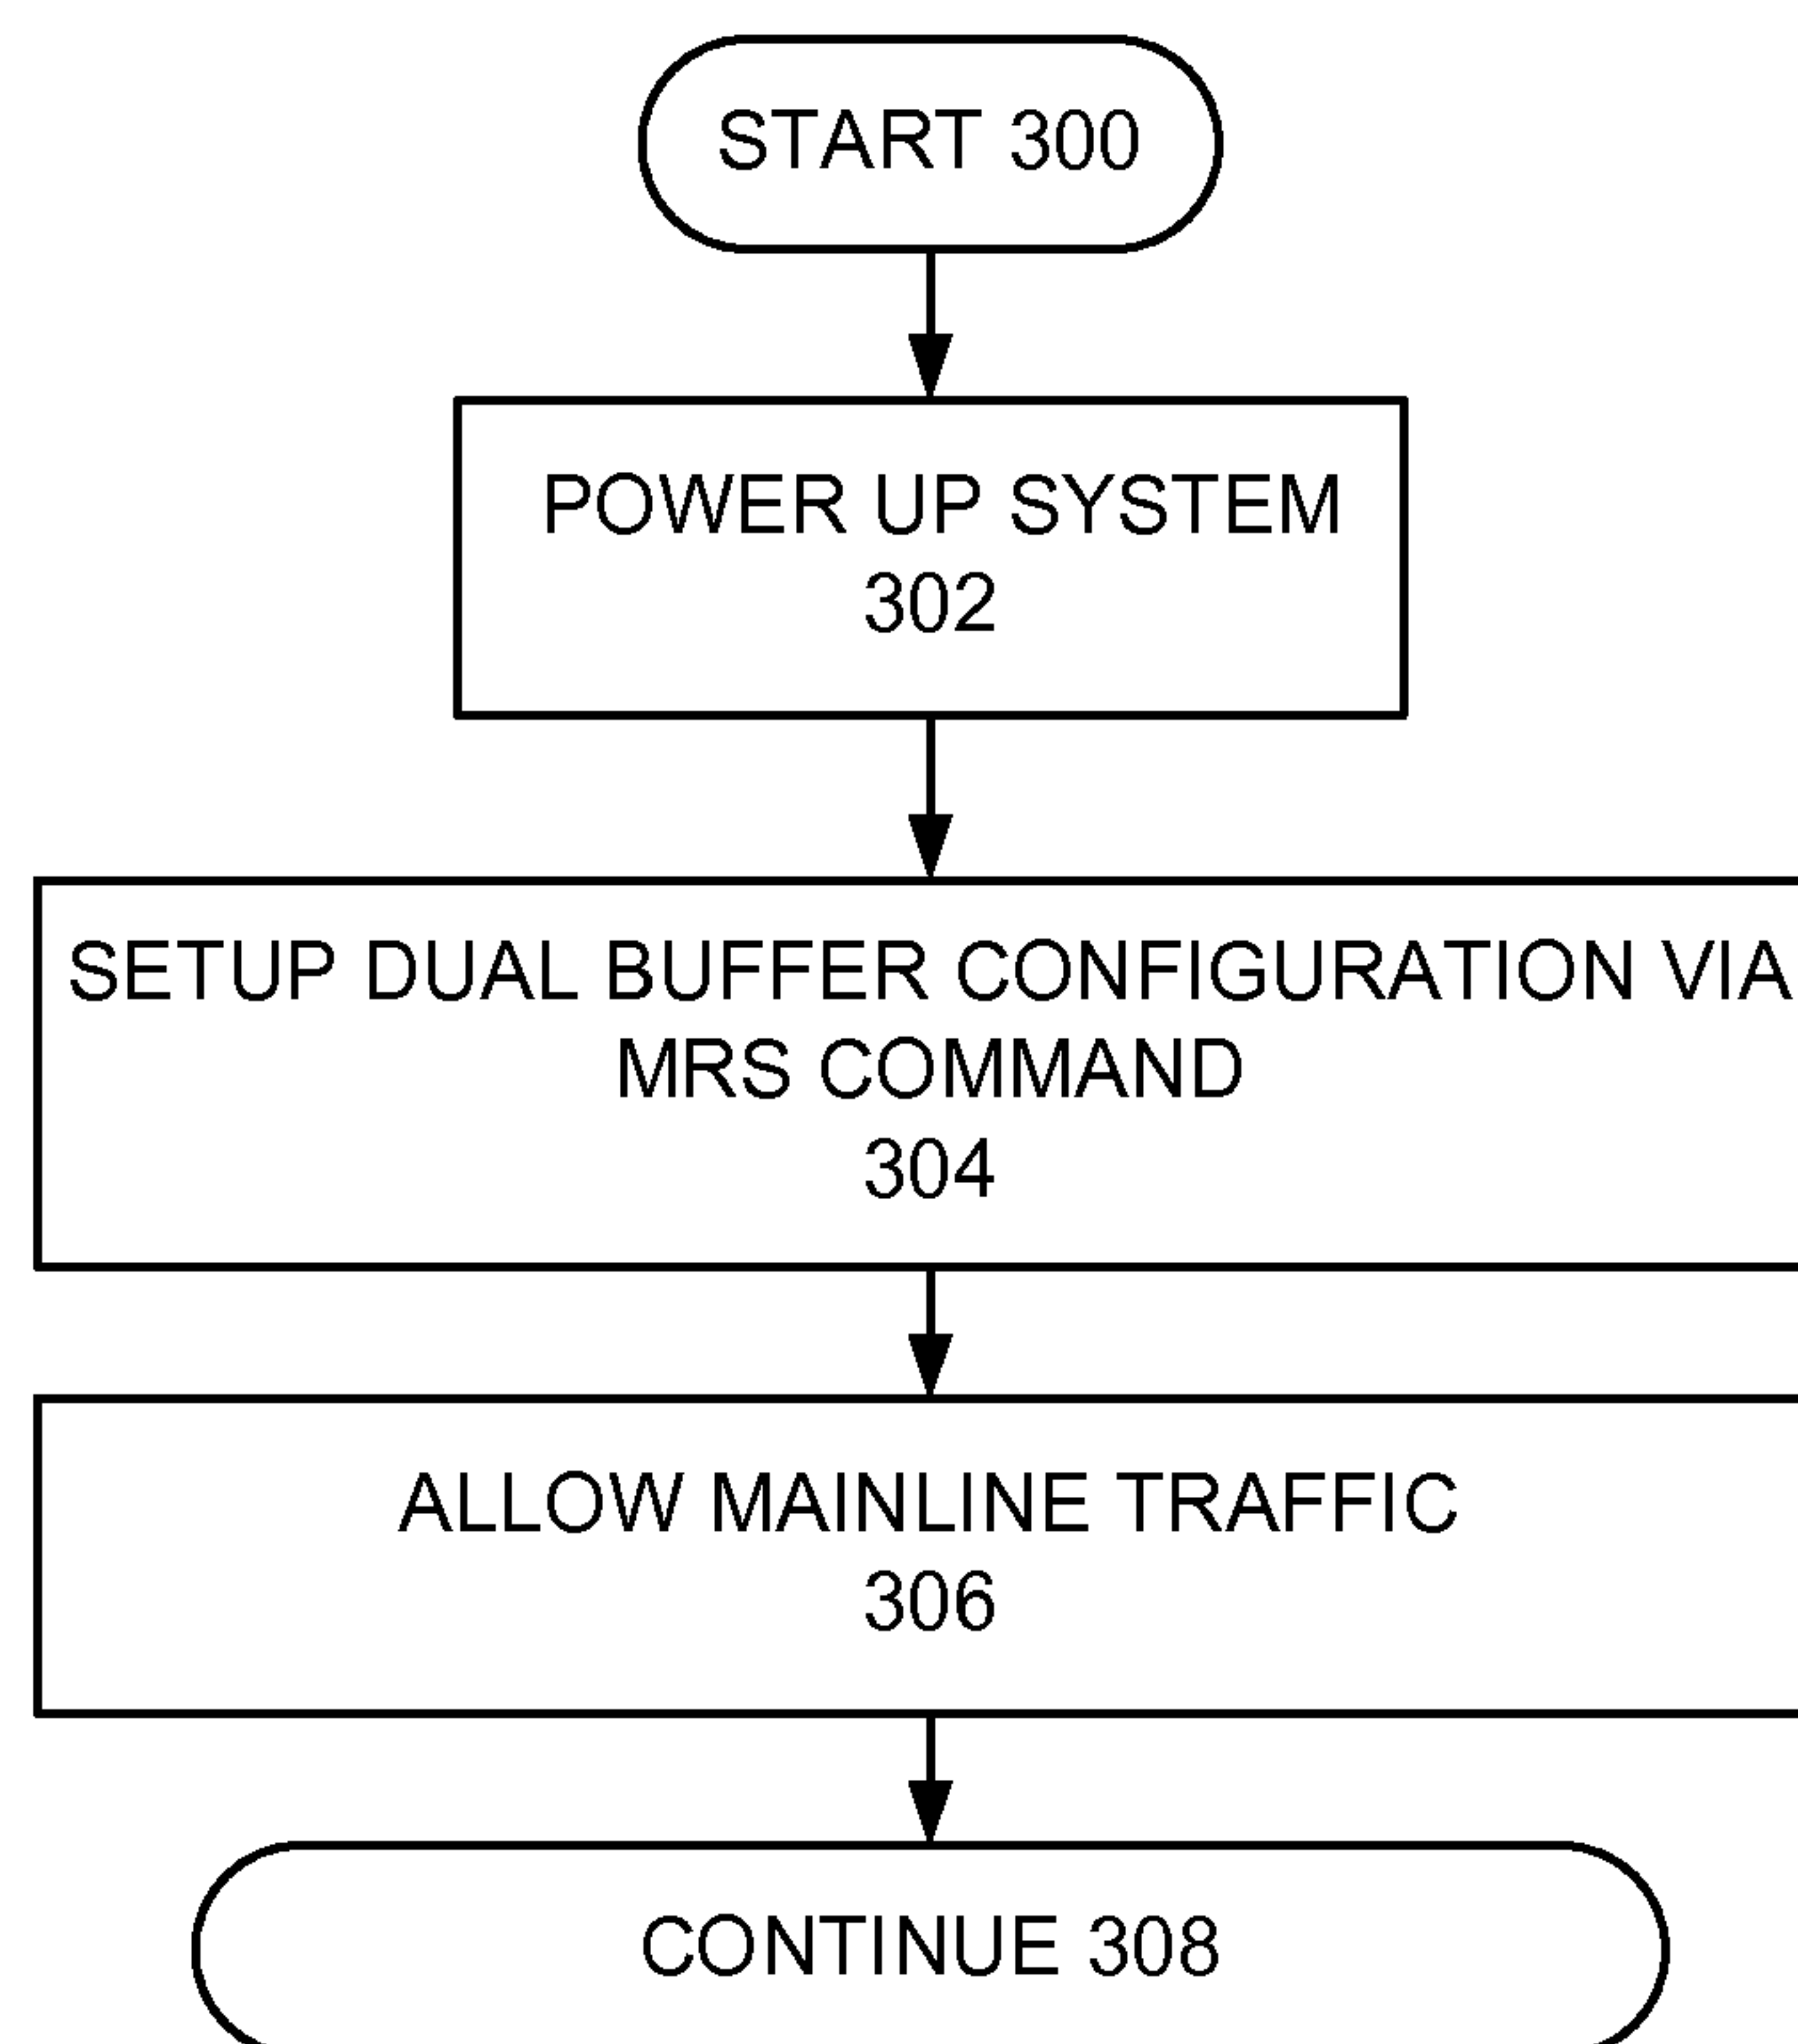 START 300
POWER UP SYSTEM
302
SETUP DUAL BUFFER CONFIGURATION VIA
MRS COMMAND
304
ALLOW MAINLINE TRAFFIC
306
CONTINUE 308